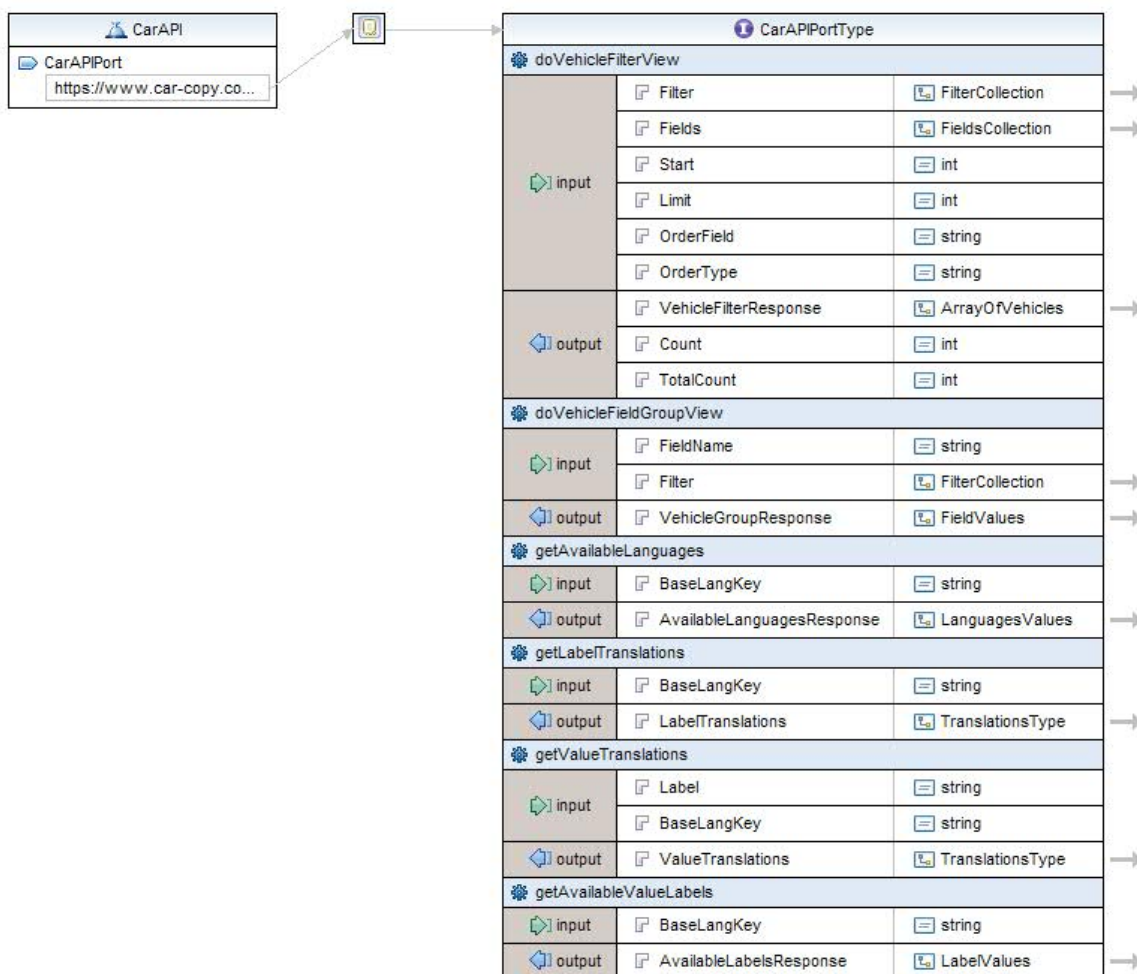 CarAPI
CarAPIPort
https://www.car-copy.co...
CarAPIPortType
doVehicleFilterView
input
Filter FilterCollection
Fields FieldsCollection
Start int
Limit int
OrderField string
OrderType string
output
VehicleFilterResponse ArrayOfVehicles
Count int
TotalCount int
doVehicleFieldGroupView
input
FieldName string
Filter FilterCollection
output VehicleGroupResponse FieldValues
getAvailableLanguages
input BaseLangKey string
output AvailableLanguagesResponse LanguagesValues
getLabelTranslations
input BaseLangKey string
output LabelTranslations TranslationsType
getValueTranslations
input
Label string
BaseLangKey string
output ValueTranslations TranslationsType
getAvailableValueLabels
input BaseLangKey string
output AvailableLabelsResponse LabelValues